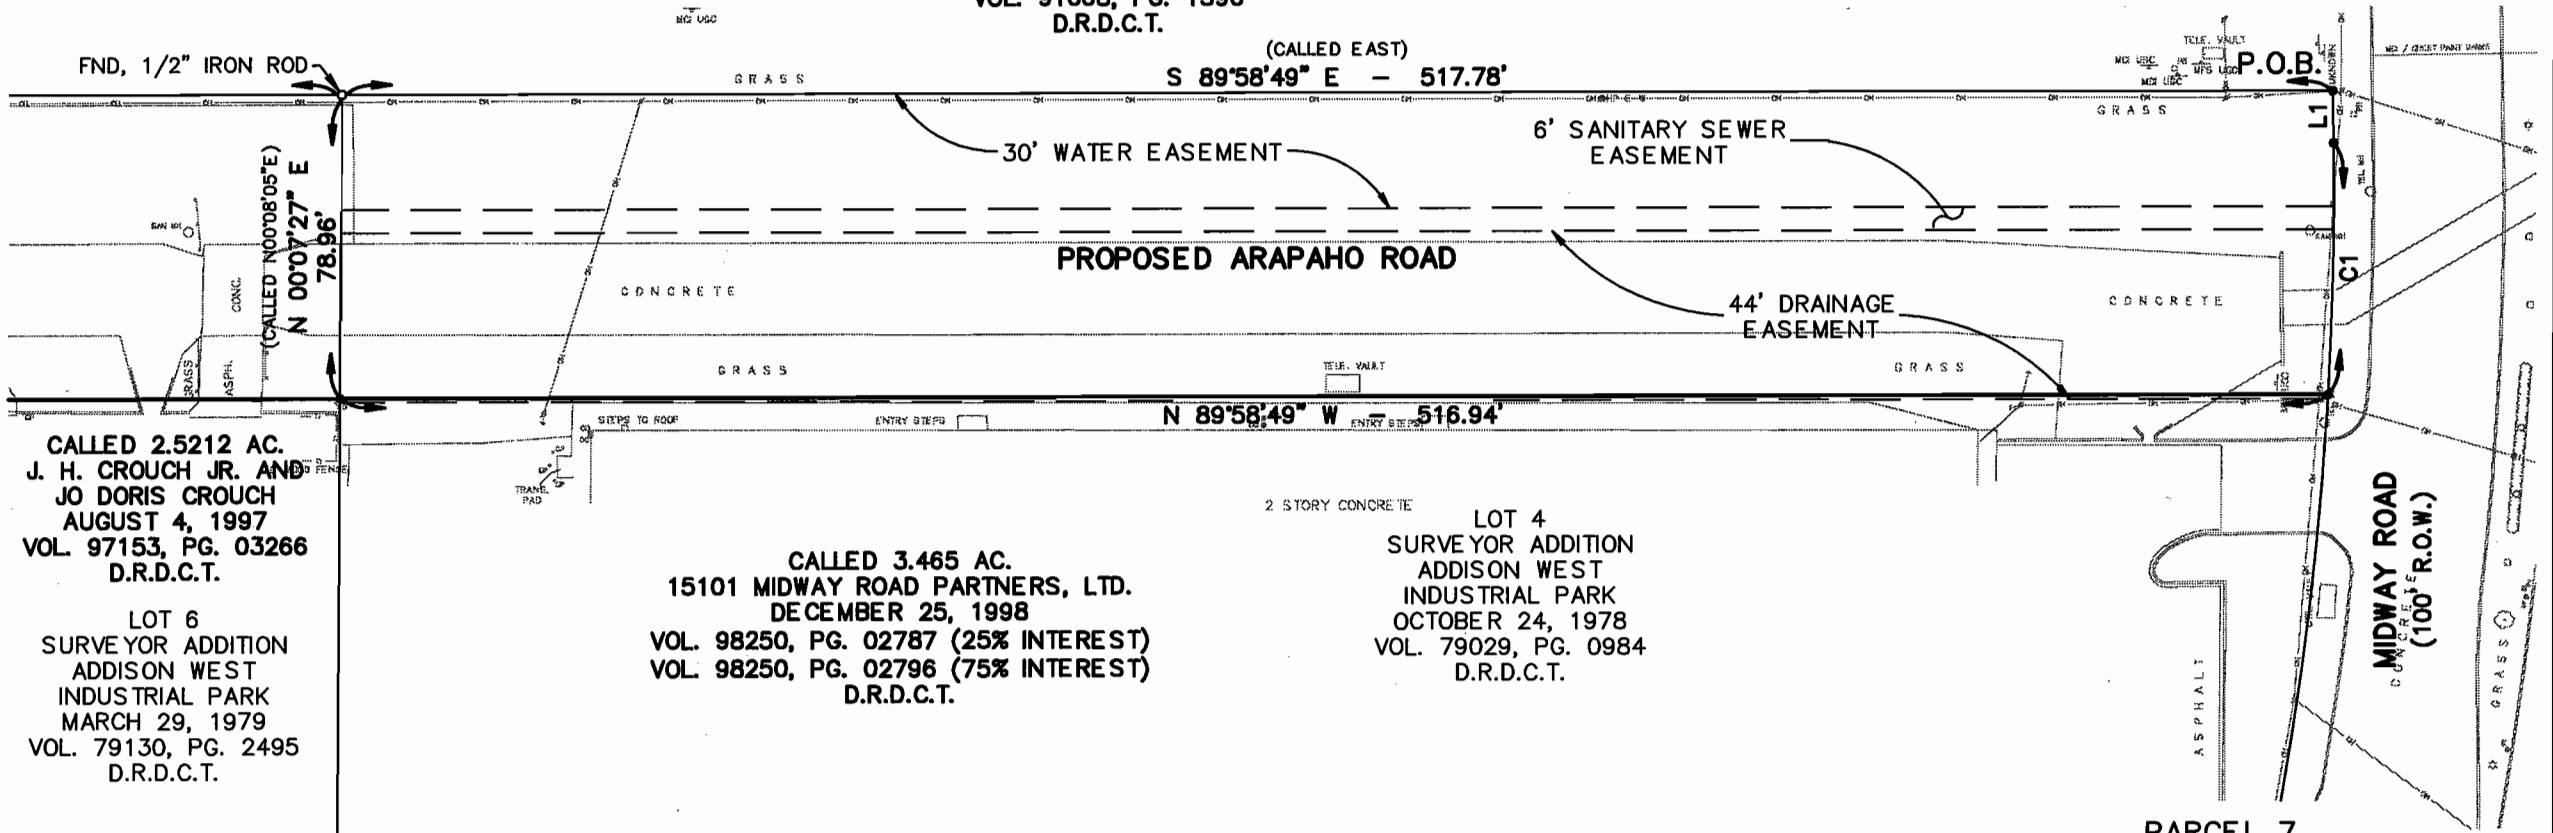 D.R.D.C.T.
MCI UGC
(CALLED EAST)
S 89°58'49" E - 517.78'
FND, 1/2" IRON ROD
GRASS
TELE. VAULT
P.O.B.
GRASS
L1
30' WATER EASEMENT
6' SANITARY SEWER
EASEMENT
(CALLED N00°08'05"E)
N 00°07'27" E
78.96'
PROPOSED ARAPAHO ROAD
C1
CONC.
CONCRETE
CONCRETE
44' DRAINAGE
EASEMENT
GRASS
ASPH.
GRASS
TELE. VAULT
GRASS
N 89°58'49" W - 516.94'
STEPS TO ROOF
ENTRY STEPS
ENTRY STEPS
CALLED 2.5212 AC.
J. H. CROUCH JR. AND
JO DORIS CROUCH
AUGUST 4, 1997
VOL. 97153, PG. 03266
D.R.D.C.T.
TRANS.
PAD
2 STORY CONCRETE
LOT 4
SURVEYOR ADDITION
ADDISON WEST
INDUSTRIAL PARK
OCTOBER 24, 1978
VOL. 79029, PG. 0984
D.R.D.C.T.
CALLED 3.465 AC.
15101 MIDWAY ROAD PARTNERS, LTD.
DECEMBER 25, 1998
VOL. 98250, PG. 02787 (25% INTEREST)
VOL. 98250, PG. 02796 (75% INTEREST)
D.R.D.C.T.
LOT 6
SURVEYOR ADDITION
ADDISON WEST
INDUSTRIAL PARK
MARCH 29, 1979
VOL. 79130, PG. 2495
D.R.D.C.T.
MIDWAY ROAD
(100' R.O.W.)
CONCRETE
GRASS
ASPHALT
PARCEL 7